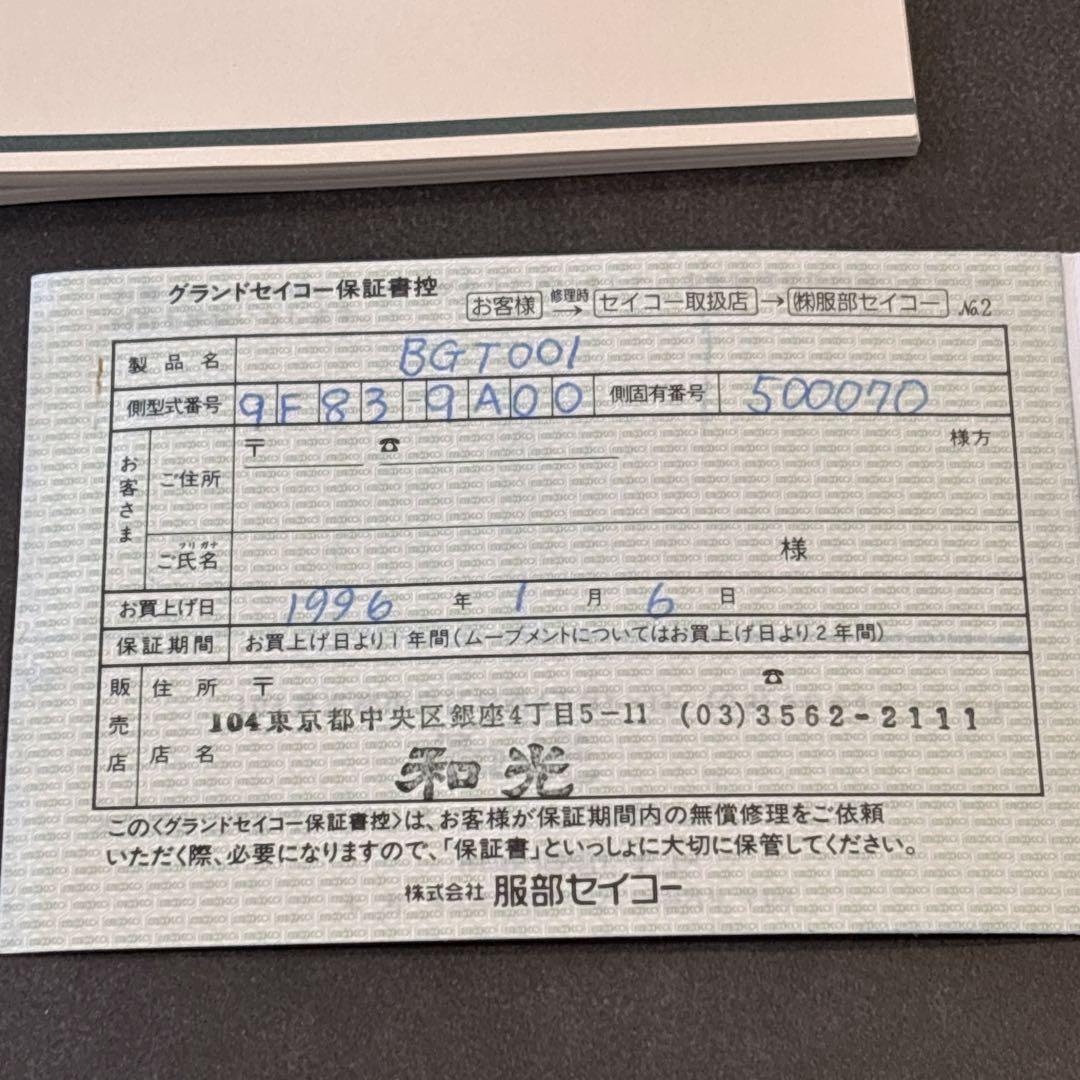 グランドセイコー保証書控
お客様 修理時→ セイコー取扱店 → ㈱服部セイコー №2
製品名 BGT001
側型式番号 9F83-9A00 側固有番号 500070
お客さま ご住所 〒 ☎ 様方
フリガナ
ご氏名 様
お買上げ日 1996年1月6日
保証期間 お買上げ日より1年間(ムーブメントについてはお買上げ日より2年間)
販売店 住所 〒 ☎
104東京都中央区銀座4丁目5-11 (03)3562-2111
店名 和光
この〈グランドセイコー保証書控〉は、お客様が保証期間内の無償修理をご依頼
いただく際、必要になりますので、「保証書」といっしょに大切に保管してください。
株式会社 服部セイコー